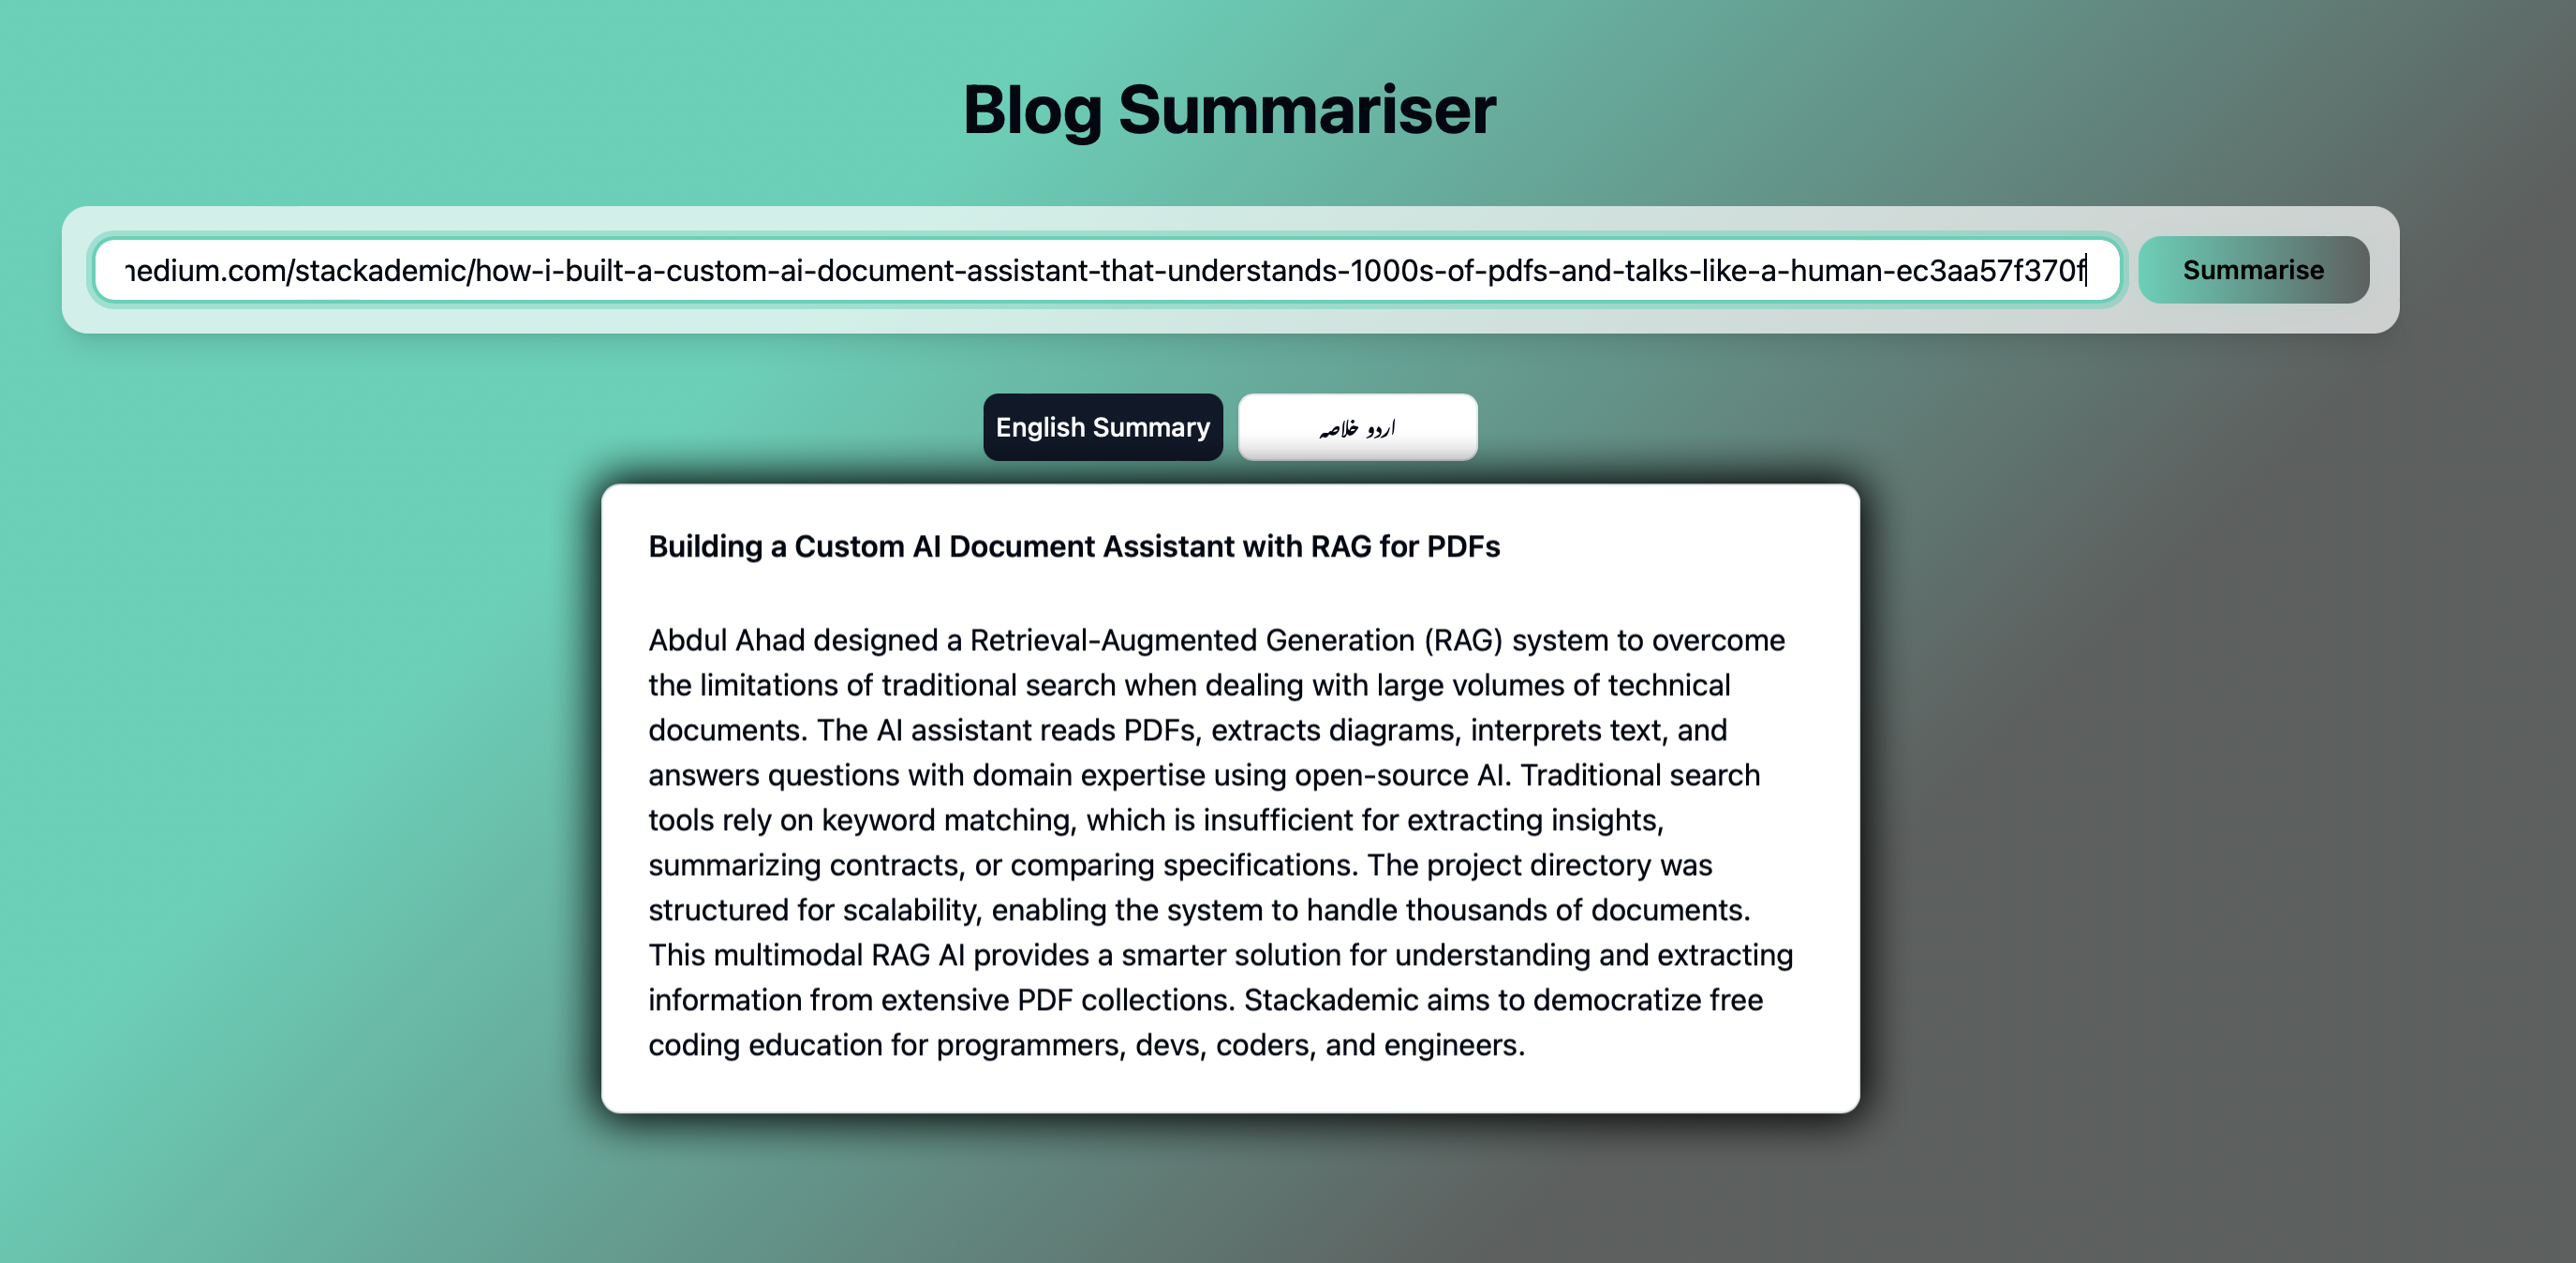 Blog Summariser
nedium.com/stackademic/how-i-built-a-custom-ai-document-assistant-that-understands-1000s-of-pdfs-and-talks-like-a-human-ec3aa57f370f
Summarise
English Summary
اردو خلاصہ
Building a Custom AI Document Assistant with RAG for PDFs
Abdul Ahad designed a Retrieval-Augmented Generation (RAG) system to overcome
the limitations of traditional search when dealing with large volumes of technical
documents. The AI assistant reads PDFs, extracts diagrams, interprets text, and
answers questions with domain expertise using open-source AI. Traditional search
tools rely on keyword matching, which is insufficient for extracting insights,
summarizing contracts, or comparing specifications. The project directory was
structured for scalability, enabling the system to handle thousands of documents.
This multimodal RAG AI provides a smarter solution for understanding and extracting
information from extensive PDF collections. Stackademic aims to democratize free
coding education for programmers, devs, coders, and engineers.